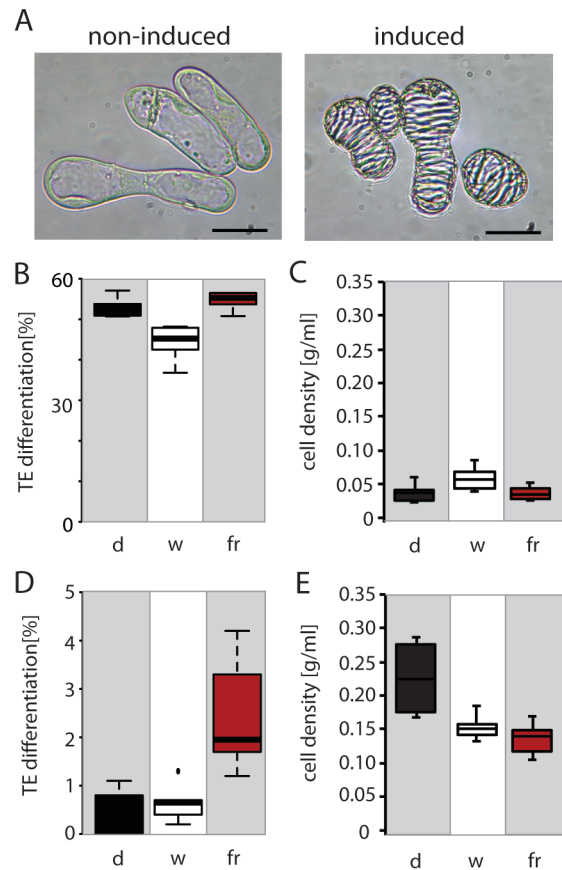 A
non-induced
induced
B
TE differentiation[%]
60
30
0
d
w
fr
C
cell density [g/ml]
0.35
0.30
0.25
0.20
0.15
0.10
0.05
0
d
w
fr
D
TE differentiation[%]
5
4
3
2
1
0
d
w
fr
E
cell density [g/ml]
0.35
0.30
0.25
0.20
0.15
0.10
0.05
0
d
w
fr